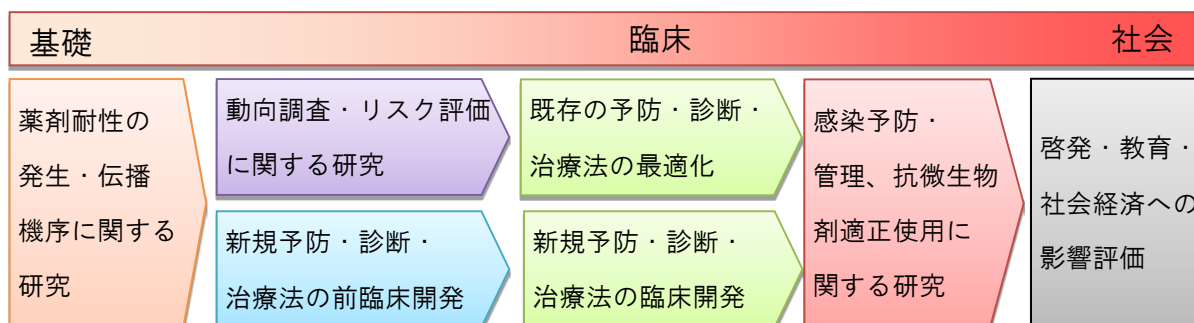 基礎
臨床
社会
薬剤耐性の
発生・伝播
機序に関する
研究
動向調査・リスク評価
に関する研究
新規予防・診断・
治療法の前臨床開発
既存の予防・診断・
治療法の最適化
新規予防・診断・
治療法の臨床開発
感染予防・
管理、抗微生物
剤適正使用に
関する研究
啓発・教育・
社会経済への
影響評価